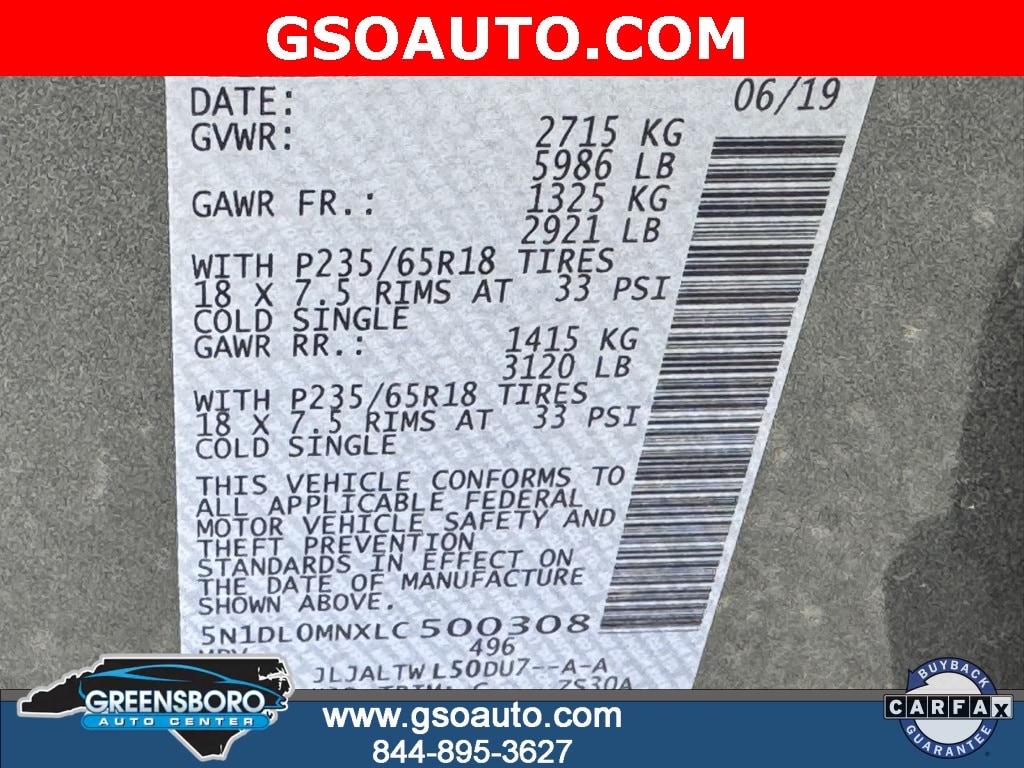 GSOAUTO.COM
DATE: 06/19
GVWR: 2715 KG
5986 LB
GAWR FR.: 1325 KG
2921 LB
WITH P235/65R18 TIRES
18 X 7.5 RIMS AT 33 PSI
COLD SINGLE
GAWR RR.: 1415 KG
3120 LB
WITH P235/65R18 TIRES
18 X 7.5 RIMS AT 33 PSI
COLD SINGLE
THIS VEHICLE CONFORMS TO
ALL APPLICABLE FEDERAL
MOTOR VEHICLE SAFETY AND
THEFT PREVENTION
STANDARDS IN EFFECT ON
THE DATE OF MANUFACTURE
SHOWN ABOVE.
5N1DL0MNXLC500308
MPV 496
JLJALTWL50DU7--A-A
TRIM: G ZS30A
GREENSBORO
AUTO CENTER
www.gsoauto.com
844-895-3627
BUYBACK
CARFAX
GUARANTEE